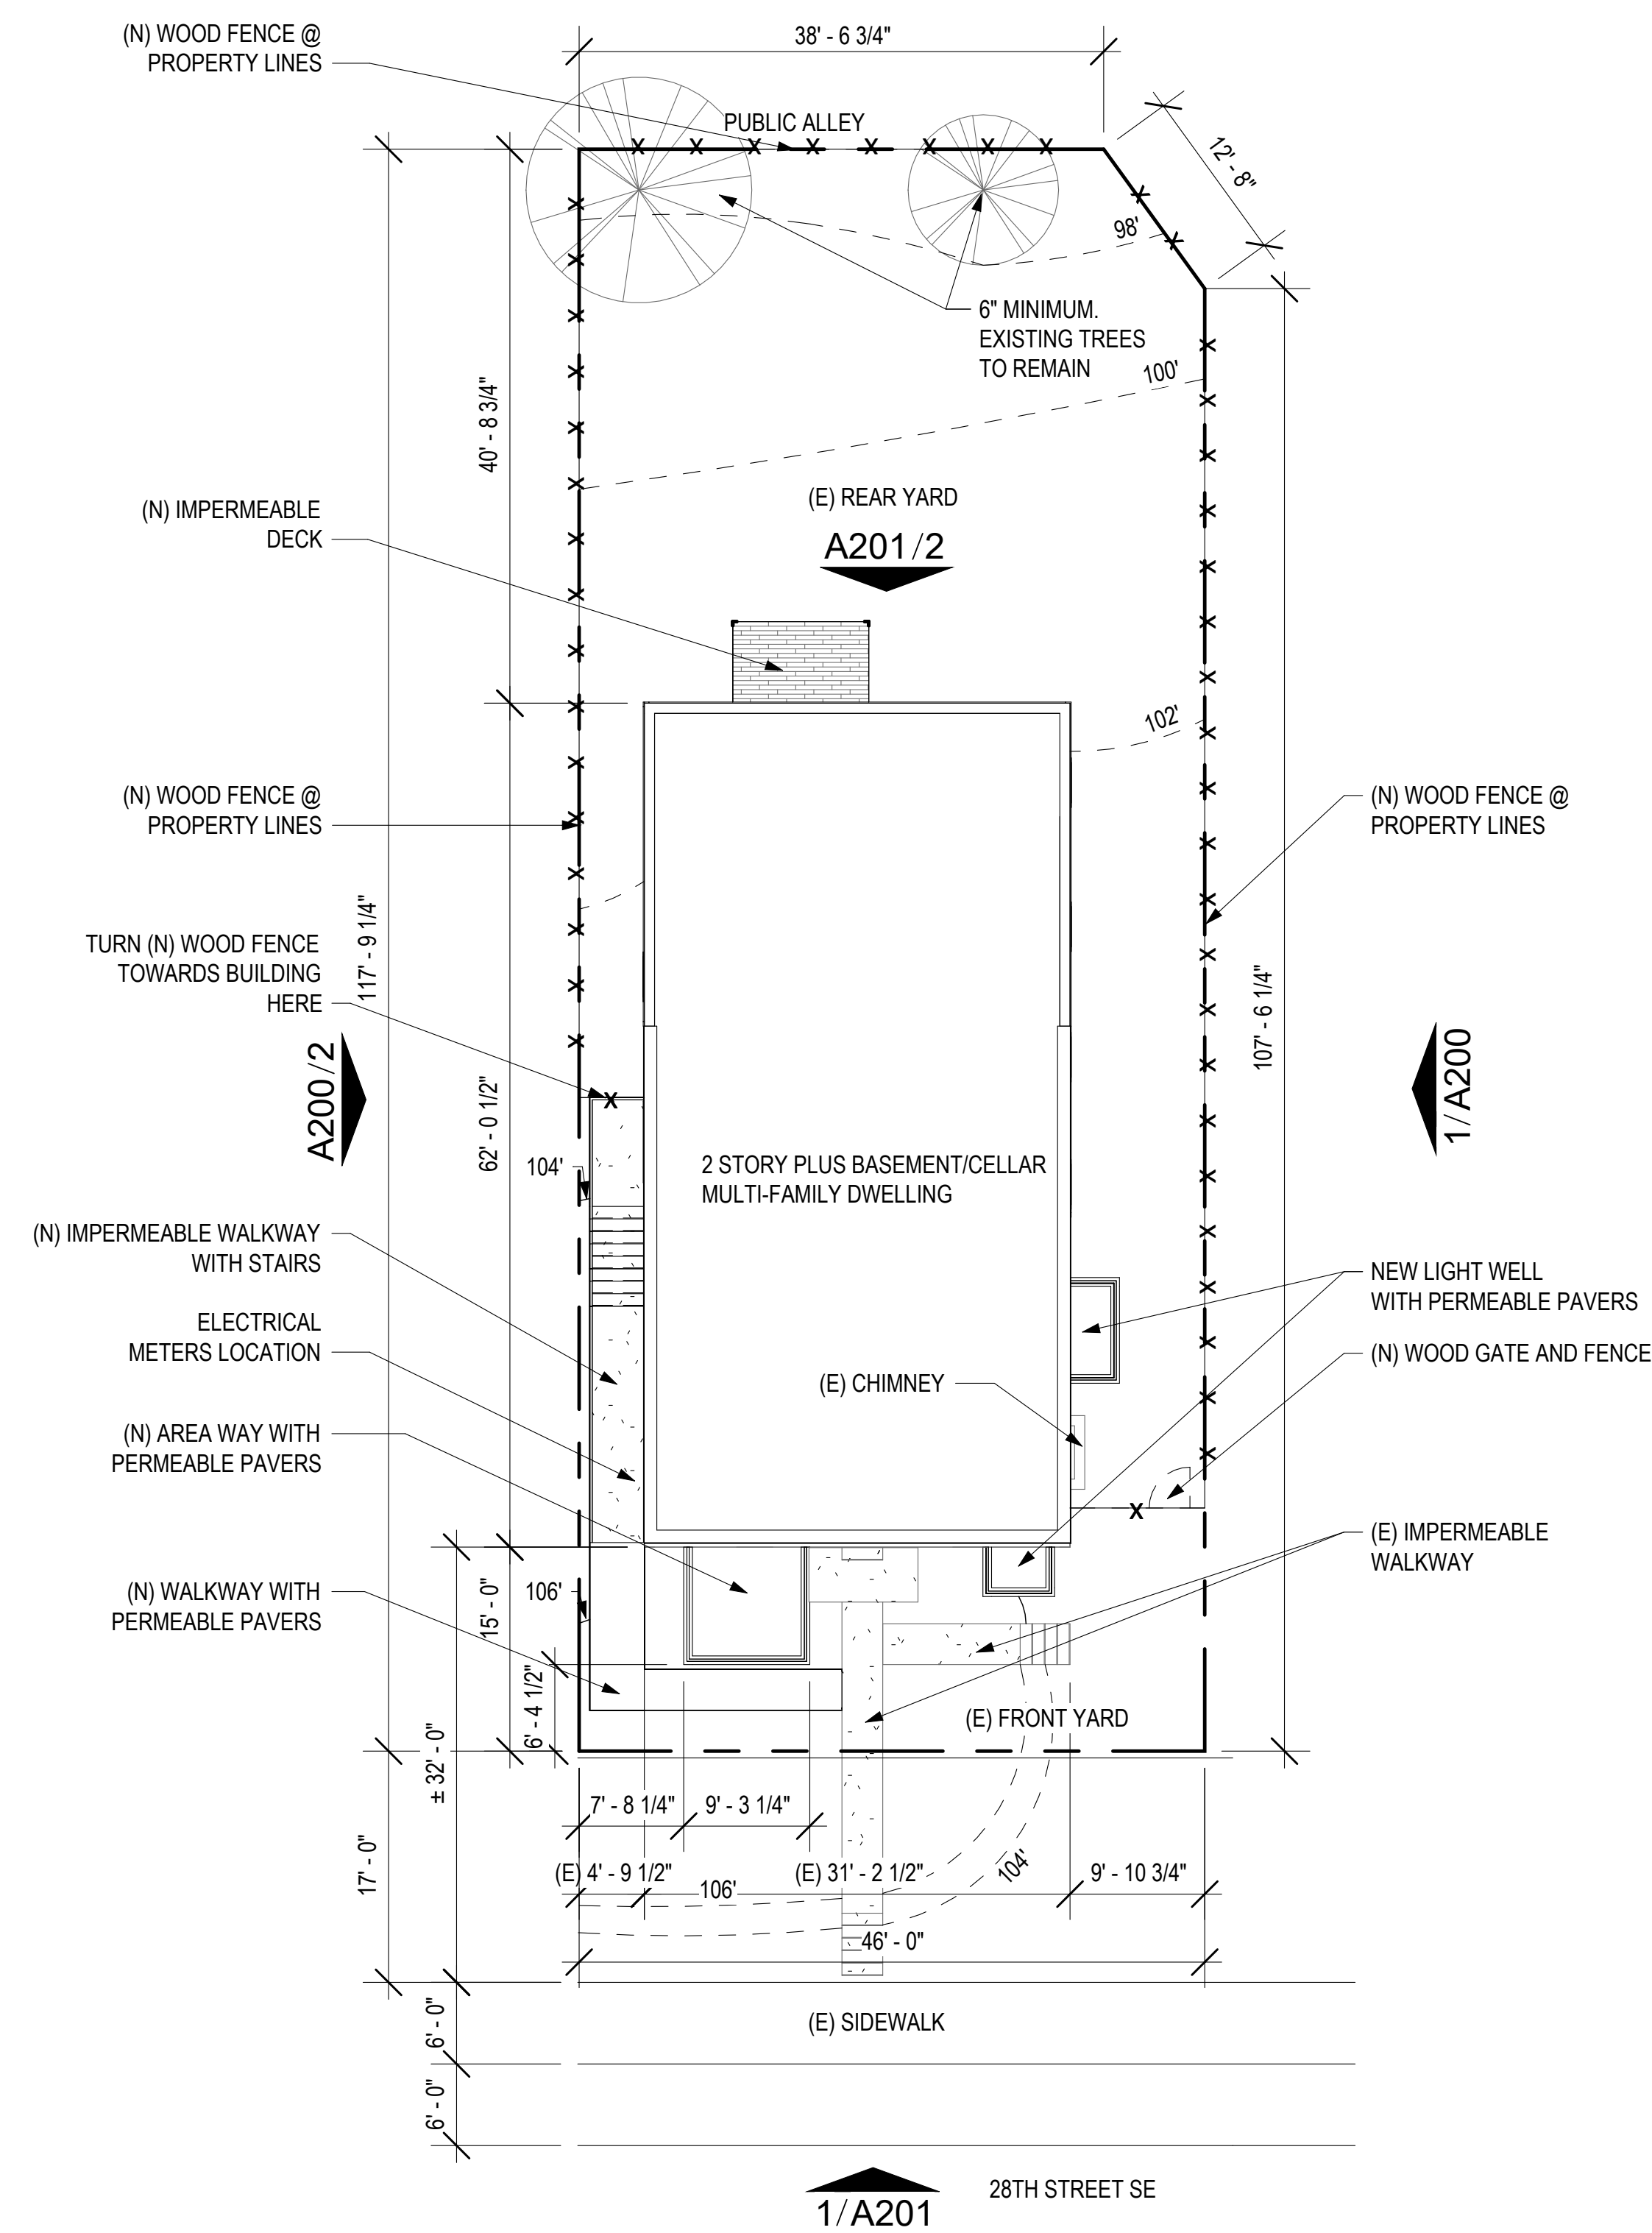 (N) WOOD FENCE @
PROPERTY LINES
38' - 6 3/4"
PUBLIC ALLEY
12' - 8"
98'
6" MINIMUM.
EXISTING TREES
TO REMAIN
100'
40' - 8 3/4"
(E) REAR YARD
(N) IMPERMEABLE
DECK
A201/2
102'
(N) WOOD FENCE @
PROPERTY LINES
(N) WOOD FENCE @
PROPERTY LINES
117' - 9 1/4"
TURN (N) WOOD FENCE
TOWARDS BUILDING
HERE
107' - 6 1/4"
A200/2
1/A200
62' - 0 1/2"
104'
2 STORY PLUS BASEMENT/CELLAR
MULTI-FAMILY DWELLING
(N) IMPERMEABLE WALKWAY
WITH STAIRS
NEW LIGHT WELL
WITH PERMEABLE PAVERS
ELECTRICAL
METERS LOCATION
(N) WOOD GATE AND FENCE
(E) CHIMNEY
(N) AREA WAY WITH
PERMEABLE PAVERS
(E) IMPERMEABLE
WALKWAY
(N) WALKWAY WITH
PERMEABLE PAVERS
106'
15' - 0"
6' - 4 1/2"
(E) FRONT YARD
± 32' - 0"
17' - 0"
7' - 8 1/4"
9' - 3 1/4"
(E) 4' - 9 1/2"
(E) 31' - 2 1/2"
104'
9' - 10 3/4"
106'
46' - 0"
6' - 0"
(E) SIDEWALK
6' - 0"
28TH STREET SE
1/A201